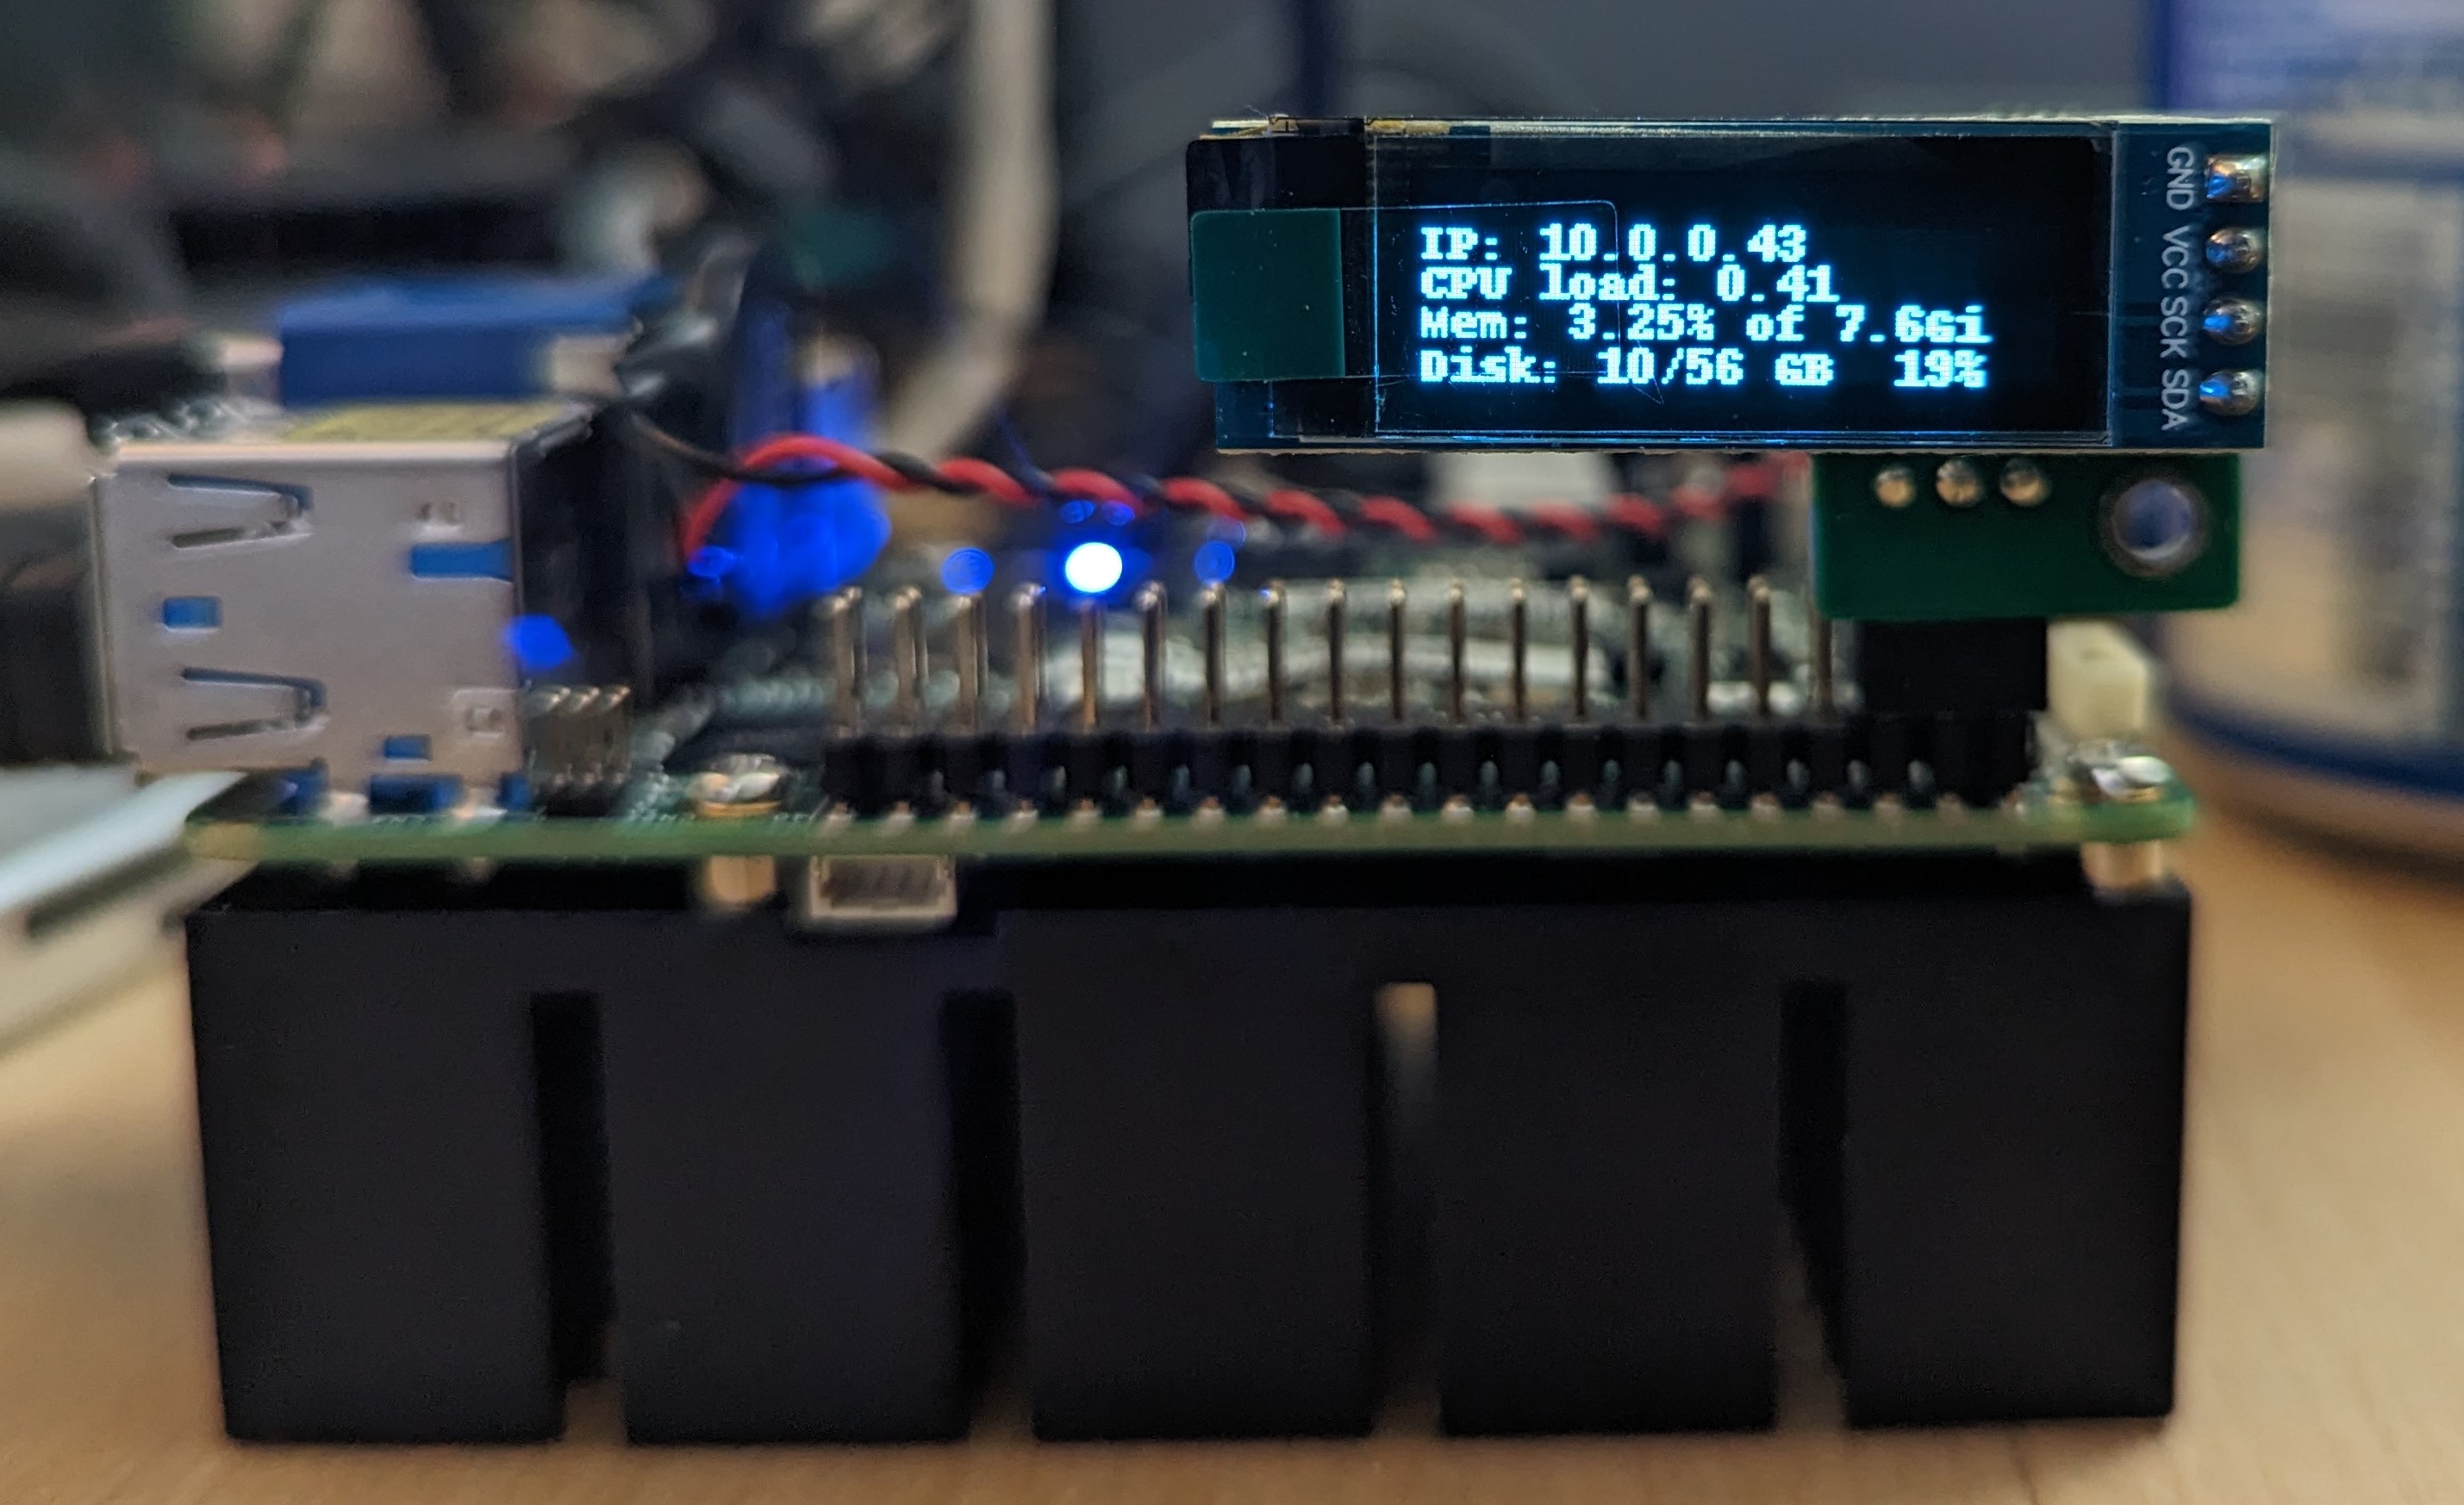 IP: 10.0.0.43
CPU load: 0.41
Mem: 3.25% of 7.6Gi
Disk: 10/56 GB 19%
GND VCC SCK SDA